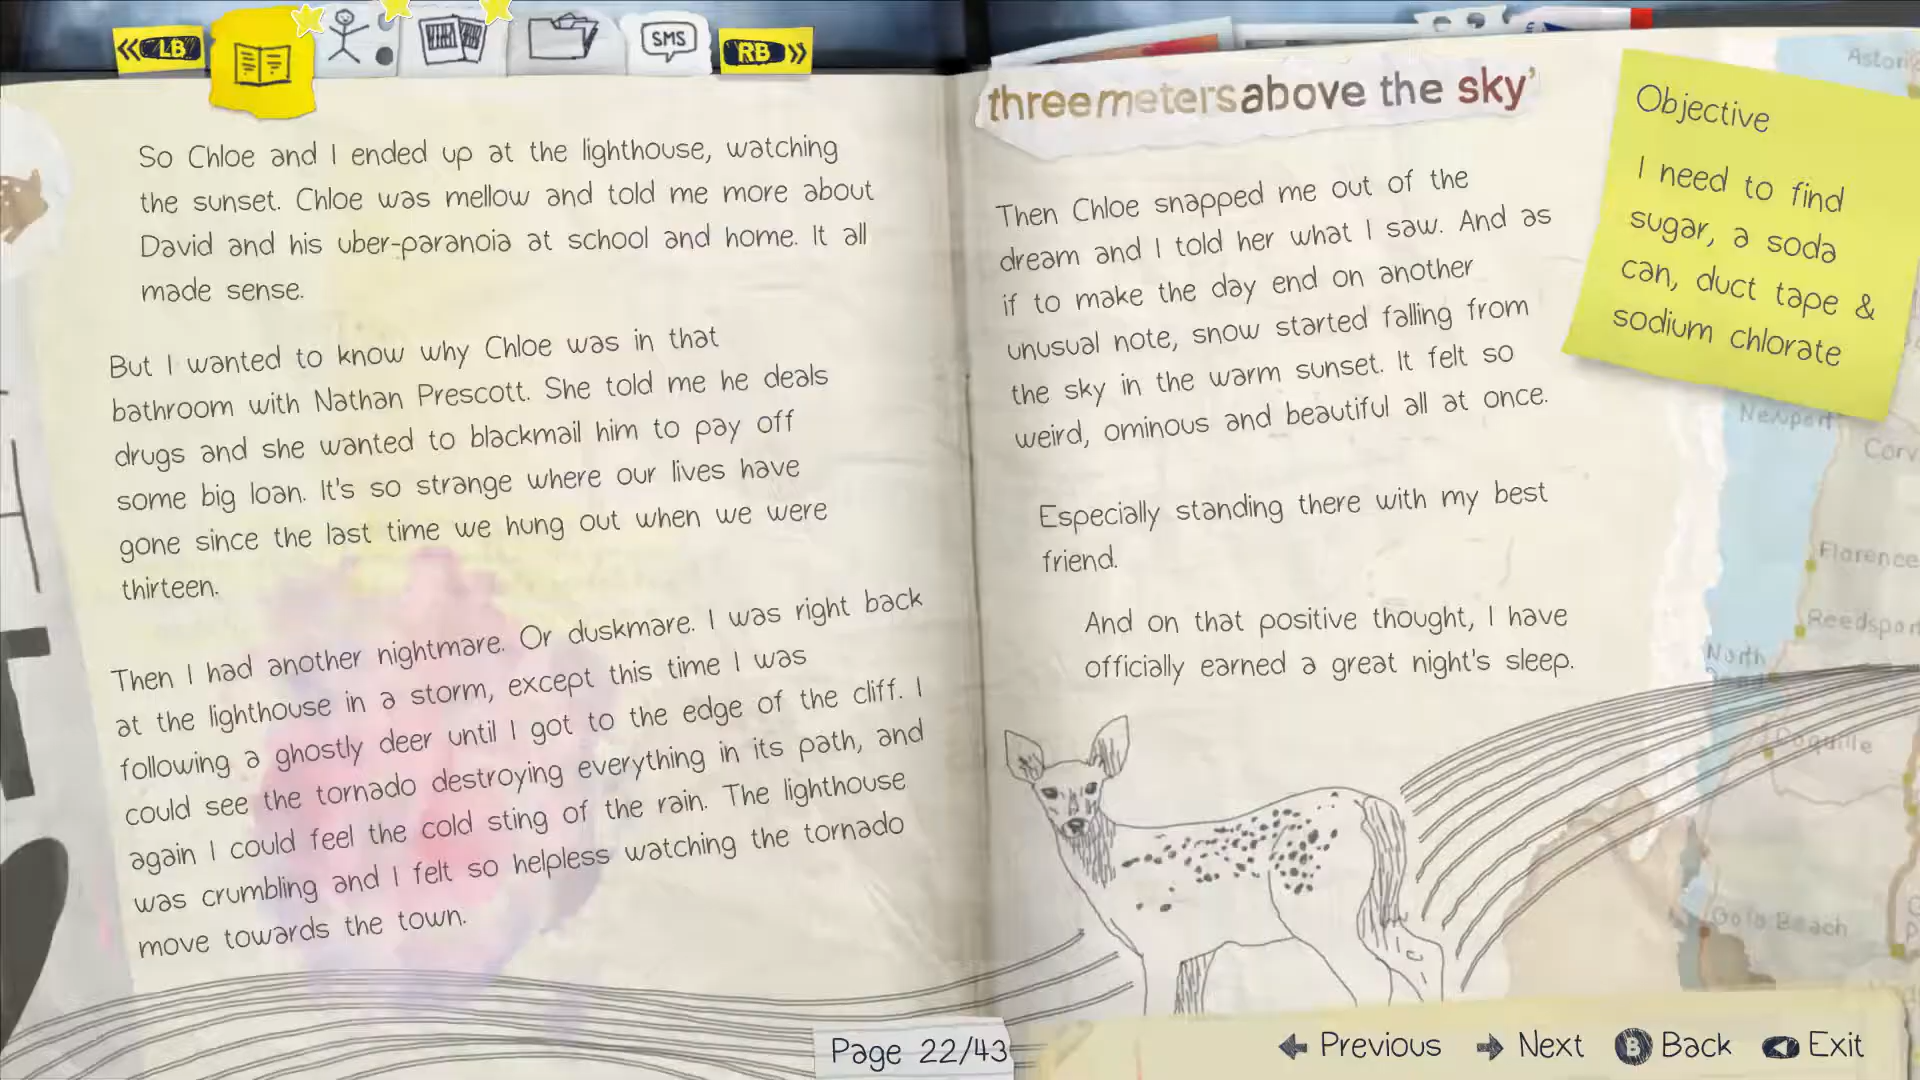 LB
SMS
RB
So Chloe and I ended up at the lighthouse, watching
the sunset. Chloe was mellow and told me more about
David and his uber-paranoia at school and home. It all
made sense.
But I wanted to know why Chloe was in that
bathroom with Nathan Prescott. She told me he deals
drugs and she wanted to blackmail him to pay off
some big loan. It's so strange where our lives have
gone since the last time we hung out when we were
thirteen.
Then I had another nightmare. Or duskmare. I was right back
at the lighthouse in a storm, except this time I was
following a ghostly deer until I got to the edge of the cliff. I
could see the tornado destroying everything in its path, and
again I could feel the cold sting of the rain. The lighthouse
was crumbling and I felt so helpless watching the tornado
move towards the town.
threemetersabove the sky'
Then Chloe snapped me out of the
dream and I told her what I saw. And as
if to make the day end on another
unusual note, snow started falling from
the sky in the warm sunset. It felt so
weird, ominous and beautiful all at once.
Especially standing there with my best
friend.
And on that positive thought, I have
officially earned a great night's sleep.
Objective
I need to find
sugar, a soda
can, duct tape &
sodium chlorate
Newport
Florence
Reedsport
North
Coquille
Gold Beach
Page 22/43
Previous
Next
B Back
Exit